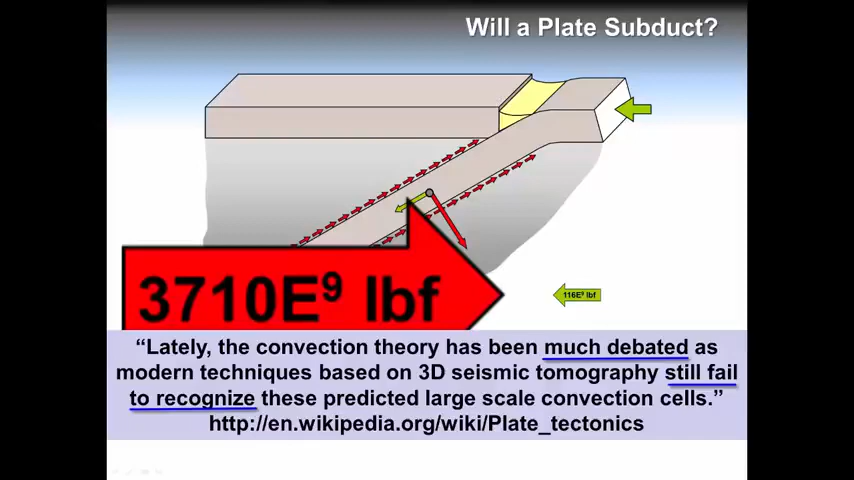 Will a Plate Subduct?
3710E⁹ lbf
116E⁹ lbf
“Lately, the convection theory has been much debated as
modern techniques based on 3D seismic tomography still fail
to recognize these predicted large scale convection cells.”
http://en.wikipedia.org/wiki/Plate_tectonics